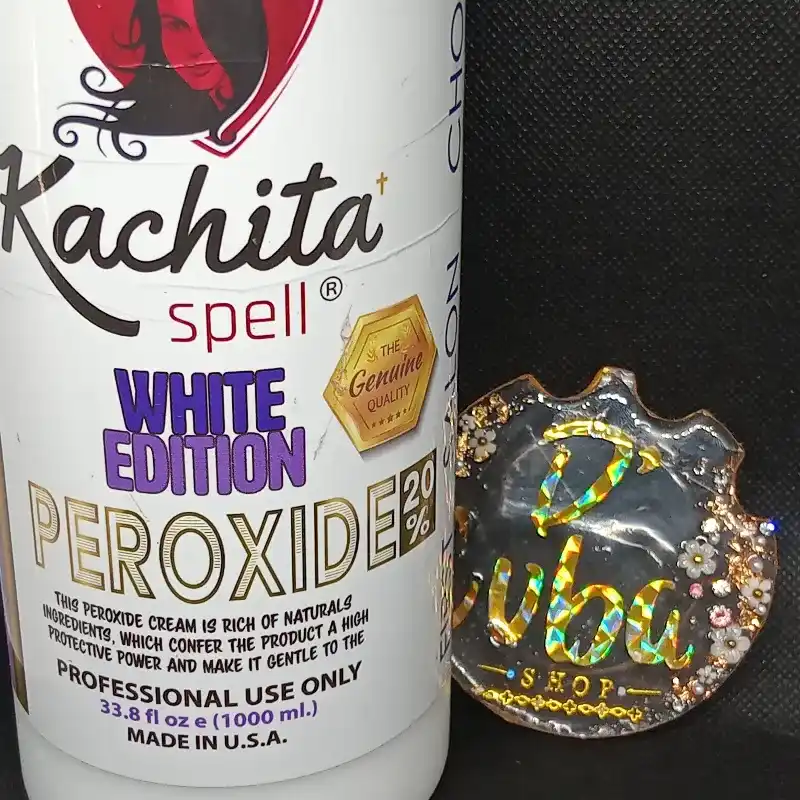 Kachita
spell®
WHITE
EDITION
THE
Genuine
QUALITY
PEROXIDE 20
%
THIS PEROXIDE CREAM IS RICH OF NATURALS
INGREDIENTS, WHICH CONFER THE PRODUCT A HIGH
PROTECTIVE POWER AND MAKE IT GENTLE TO THE
PROFESSIONAL USE ONLY
33.8 fl oz e (1000 ml.)
MADE IN U.S.A.
D'
Cuba
SHOP